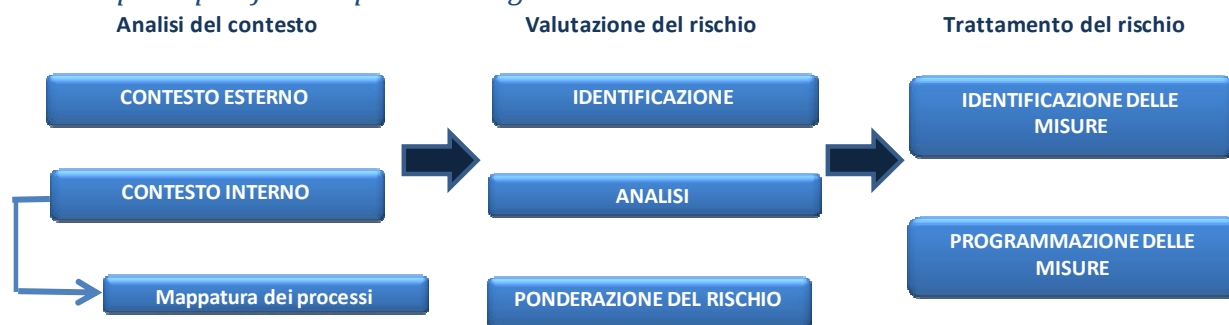 Analisi del contesto
CONTESTO ESTERNO
CONTESTO INTERNO
Mappatura dei processi
Valutazione del rischio
IDENTIFICAZIONE
ANALISI
PONDERAZIONE DEL RISCHIO
Trattamento del rischio
IDENTIFICAZIONE DELLE
MISURE
PROGRAMMAZIONE DELLE
MISURE